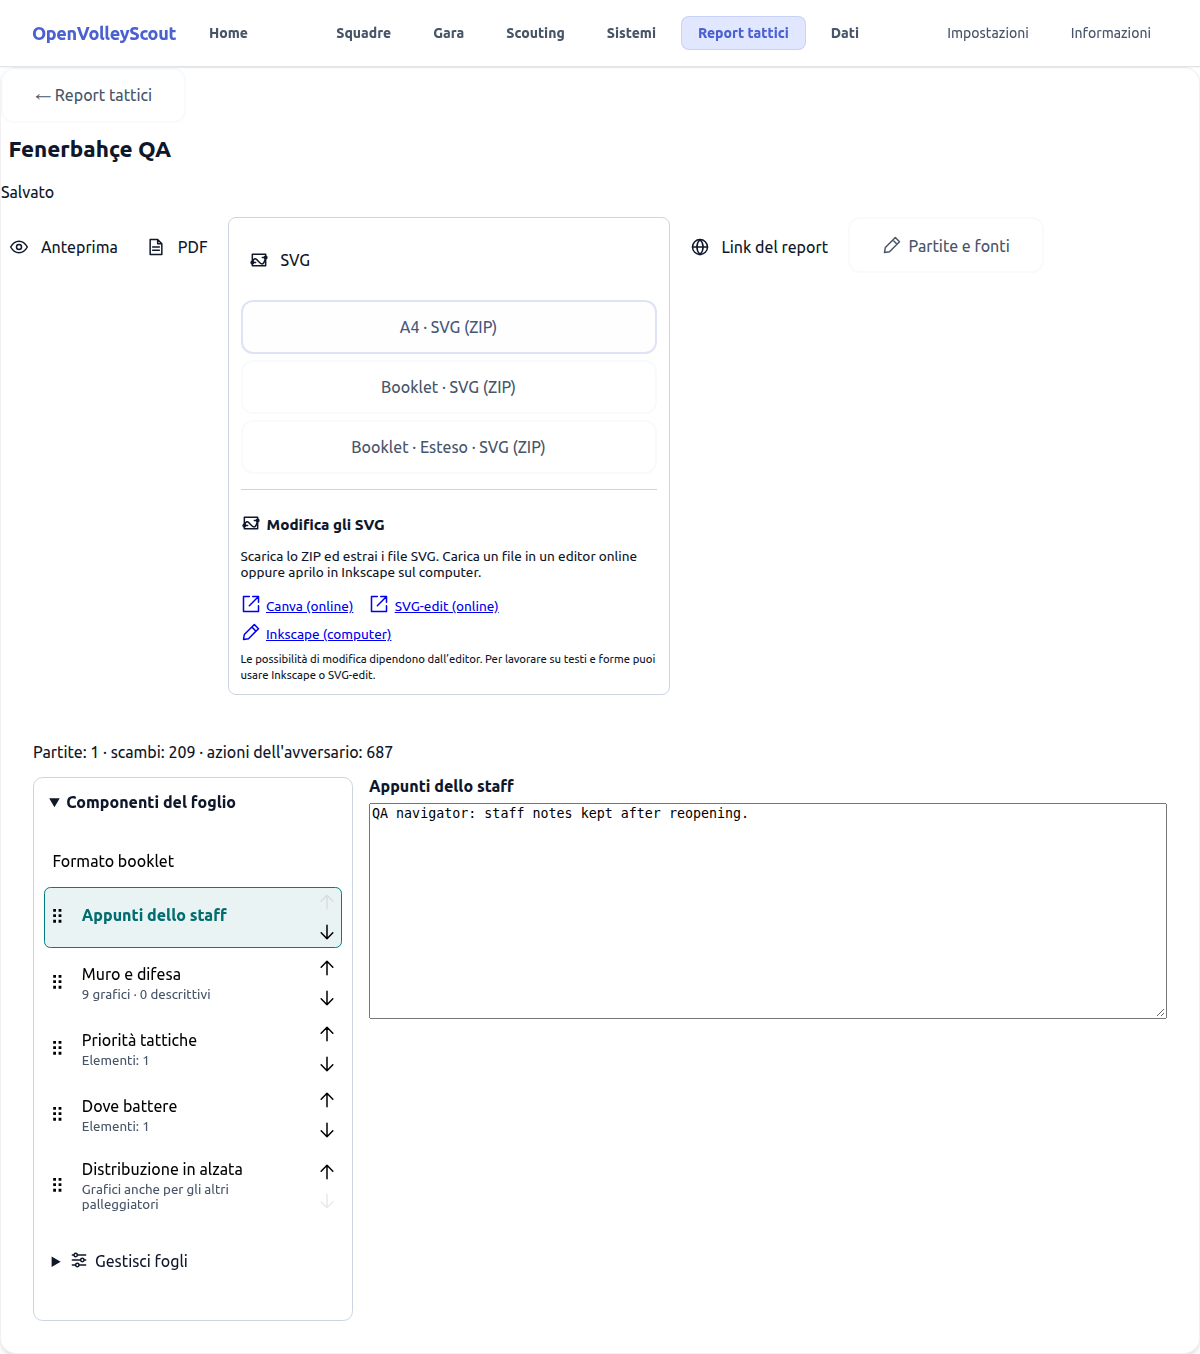 OpenVolleyScout Home Squadre Gara Scouting Sistemi Report tattici Dati Impostazioni Informazioni
← Report tattici
Fenerbahçe QA
Salvato
Anteprima PDF SVG Link del report Partite e fonti
A4 · SVG (ZIP)
Booklet · SVG (ZIP)
Booklet · Esteso · SVG (ZIP)
Modifica gli SVG
Scarica lo ZIP ed estrai i file SVG. Carica un file in un editor online
oppure aprilo in Inkscape sul computer.
Canva (online) SVG-edit (online)
Inkscape (computer)
Le possibilità di modifica dipendono dall'editor. Per lavorare su testi e forme puoi
usare Inkscape o SVG-edit.
Partite: 1 · scambi: 209 · azioni dell'avversario: 687
▼ Componenti del foglio
Formato booklet
Appunti dello staff
Muro e difesa
9 grafici · 0 descrittivi
Priorità tattiche
Elementi: 1
Dove battere
Elementi: 1
Distribuzione in alzata
Grafici anche per gli altri
palleggiatori
▶ Gestisci fogli
Appunti dello staff
QA navigator: staff notes kept after reopening.